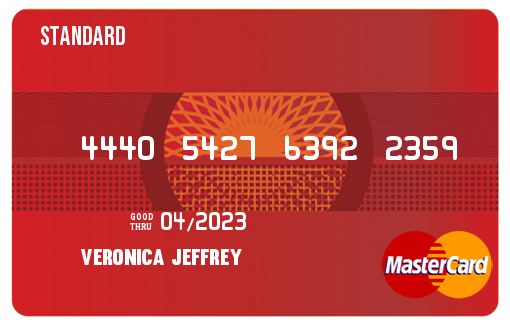 STANDARD
4440 5427 6392 2359
GOOD THRU 04/2023
VERONICA JEFFREY
MasterCard